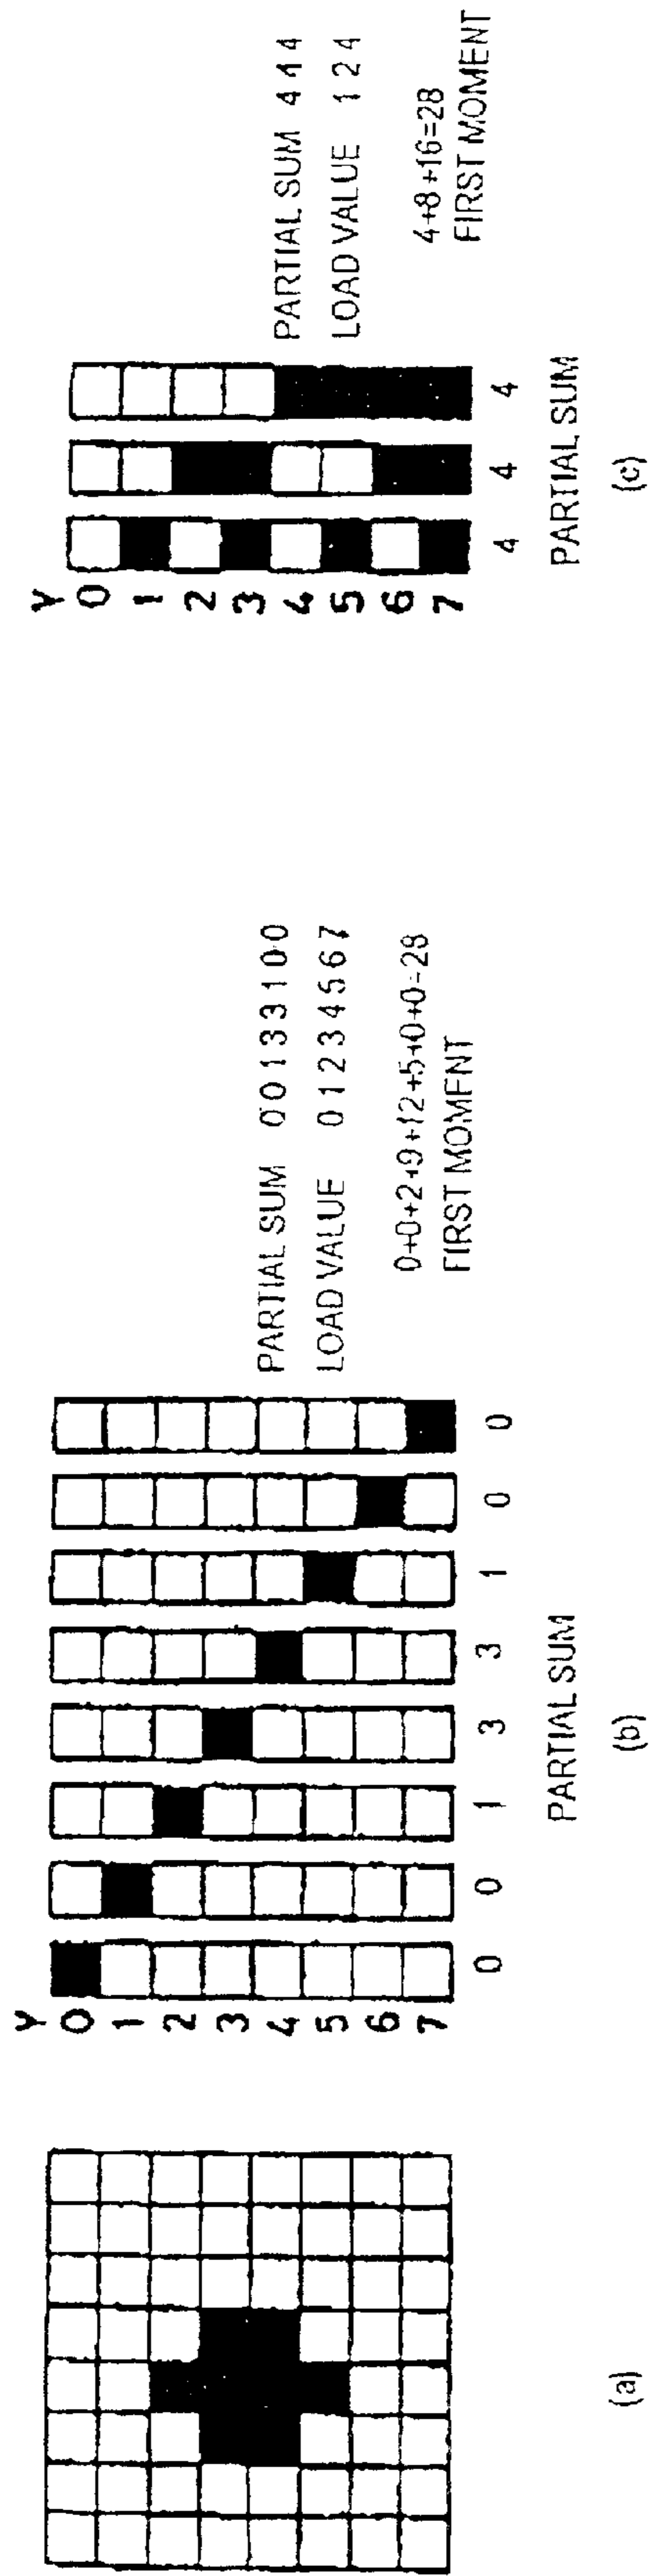 (a)
Y
0
1
2
3
4
5
6
7
0 0 1 3 3 1 0 0
PARTIAL SUM
(b)
PARTIAL SUM 0 0 1 3 3 1 0 0
LOAD VALUE 0 1 2 3 4 5 6 7
0+0+2+9+12+5+0+0=28
FIRST MOMENT
Y
0
1
2
3
4
5
6
7
4 4 4
PARTIAL SUM
(c)
PARTIAL SUM 4 4 4
LOAD VALUE 1 2 4
4+8+16=28
FIRST MOMENT